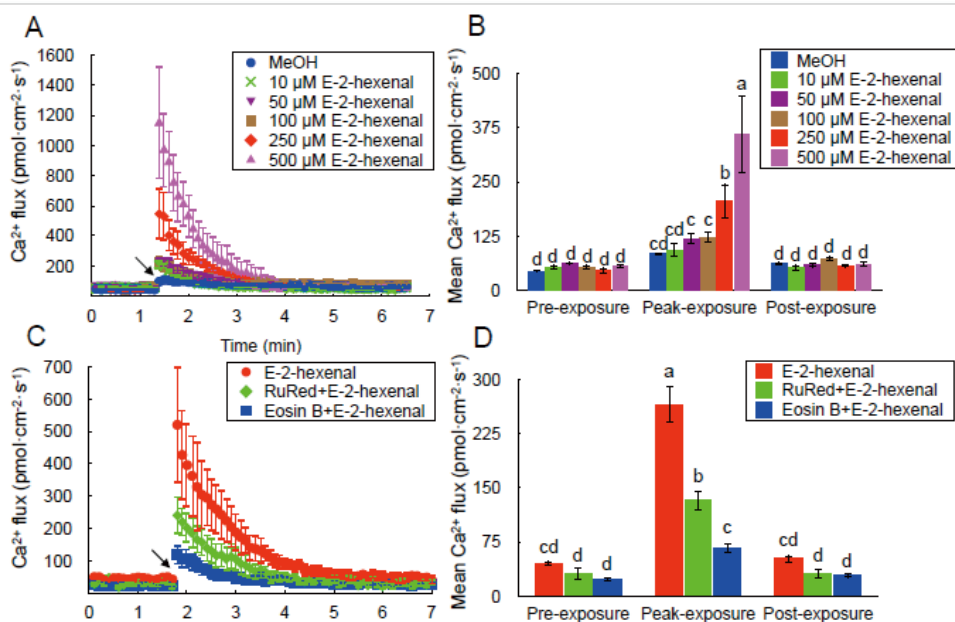 A
Ca²⁺ flux (pmol·cm⁻²·s⁻¹)
1600
1400
1200
1000
800
600
400
200
MeOH
10 µM E-2-hexenal
50 µM E-2-hexenal
100 µM E-2-hexenal
250 µM E-2-hexenal
500 µM E-2-hexenal
0 1 2 3 4 5 6 7
Time (min)
B
Mean Ca²⁺ flux (pmol·cm⁻²·s⁻¹)
500
375
250
125
0
MeOH
10 µM E-2-hexenal
50 µM E-2-hexenal
100 µM E-2-hexenal
250 µM E-2-hexenal
500 µM E-2-hexenal
d d d d d d
cd cd c c b a
d d d d d d
Pre-exposure Peak-exposure Post-exposure
C
Ca²⁺ flux (pmol·cm⁻²·s⁻¹)
700
600
500
400
300
200
100
E-2-hexenal
RuRed+E-2-hexenal
Eosin B+E-2-hexenal
0 1 2 3 4 5 6 7
D
Mean Ca²⁺ flux (pmol·cm⁻²·s⁻¹)
300
225
150
75
0
E-2-hexenal
RuRed+E-2-hexenal
Eosin B+E-2-hexenal
cd d d
a b c
cd d d
Pre-exposure Peak-exposure Post-exposure